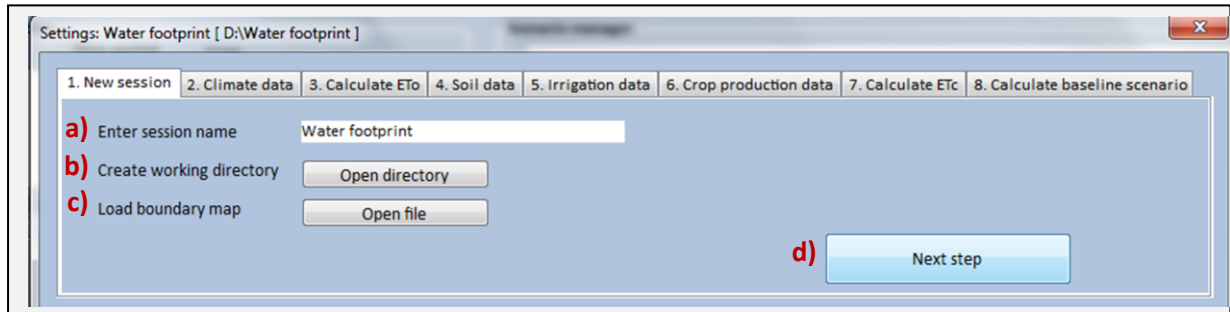 Settings: Water footprint [ D:\Water footprint ]
1. New session 2. Climate data 3. Calculate ETo 4. Soil data 5. Irrigation data 6. Crop production data 7. Calculate ETc 8. Calculate baseline scenario
a) Enter session name Water footprint
b) Create working directory Open directory
c) Load boundary map Open file
d) Next step